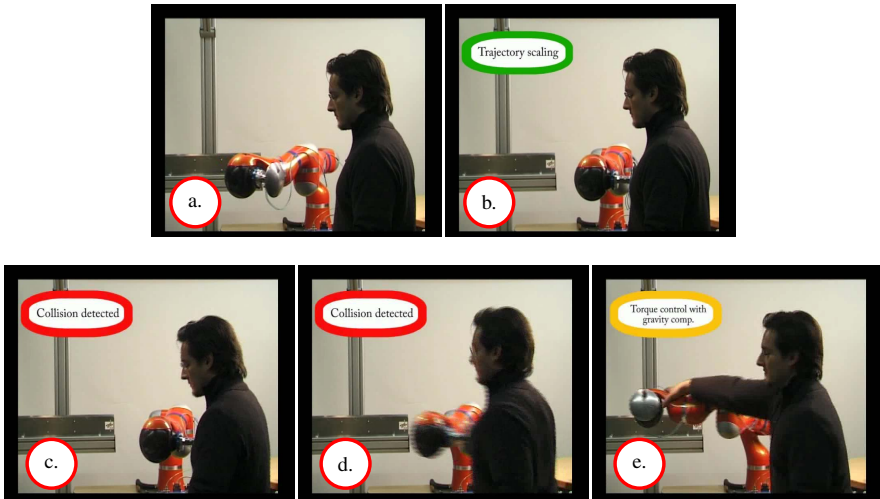 Trajectory scaling
a.
b.
Collision detected
Collision detected
Torque control with
gravity comp.
c.
d.
e.